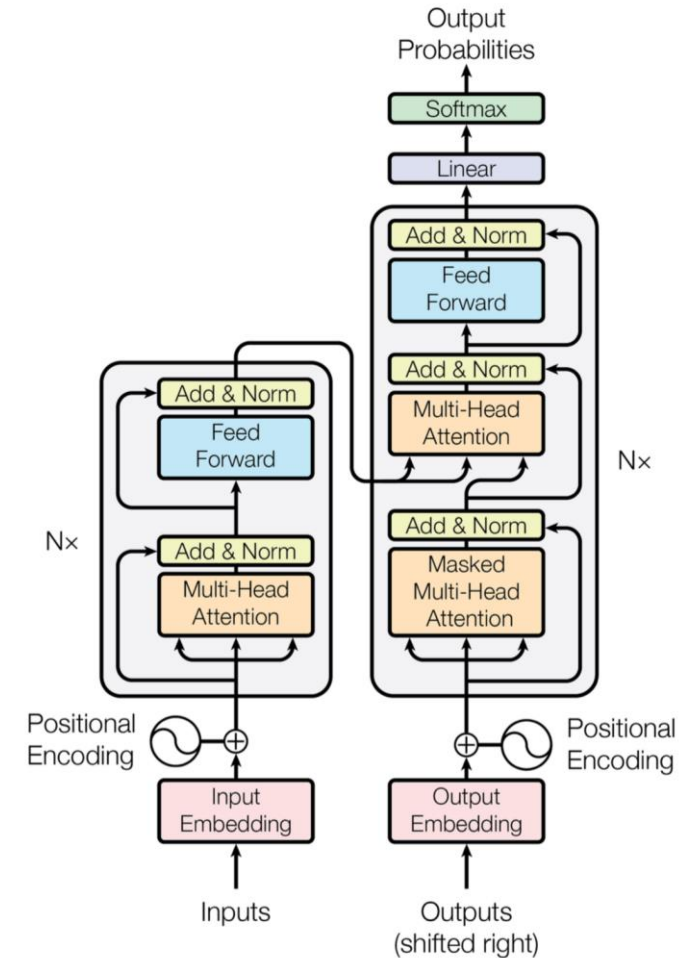 Output
Probabilities
Softmax
Linear
Add & Norm
Feed
Forward
Add & Norm
Multi-Head
Attention
Add & Norm
Masked
Multi-Head
Attention
Nx
Add & Norm
Feed
Forward
Add & Norm
Multi-Head
Attention
Nx
Positional
Encoding
Positional
Encoding
Input
Embedding
Output
Embedding
Inputs
Outputs
(shifted right)